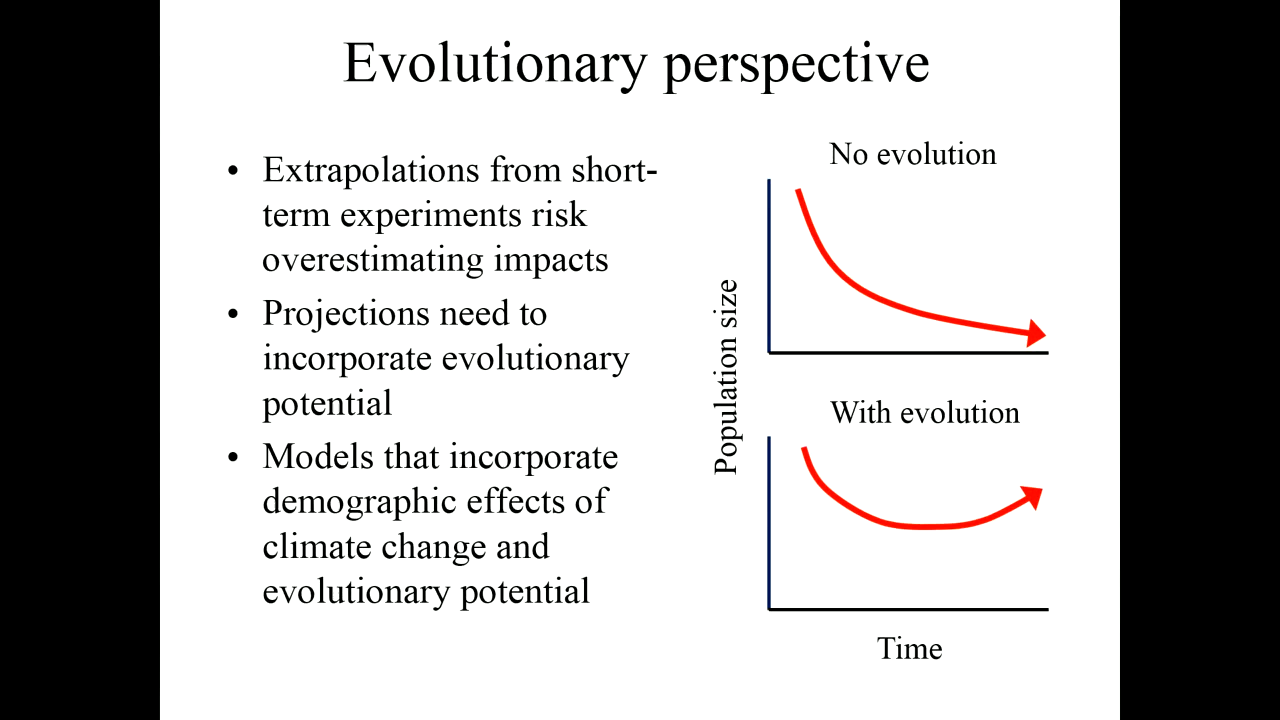 Evolutionary perspective
• Extrapolations from short-
term experiments risk
overestimating impacts
• Projections need to
incorporate evolutionary
potential
• Models that incorporate
demographic effects of
climate change and
evolutionary potential
No evolution
Population size
With evolution
Time